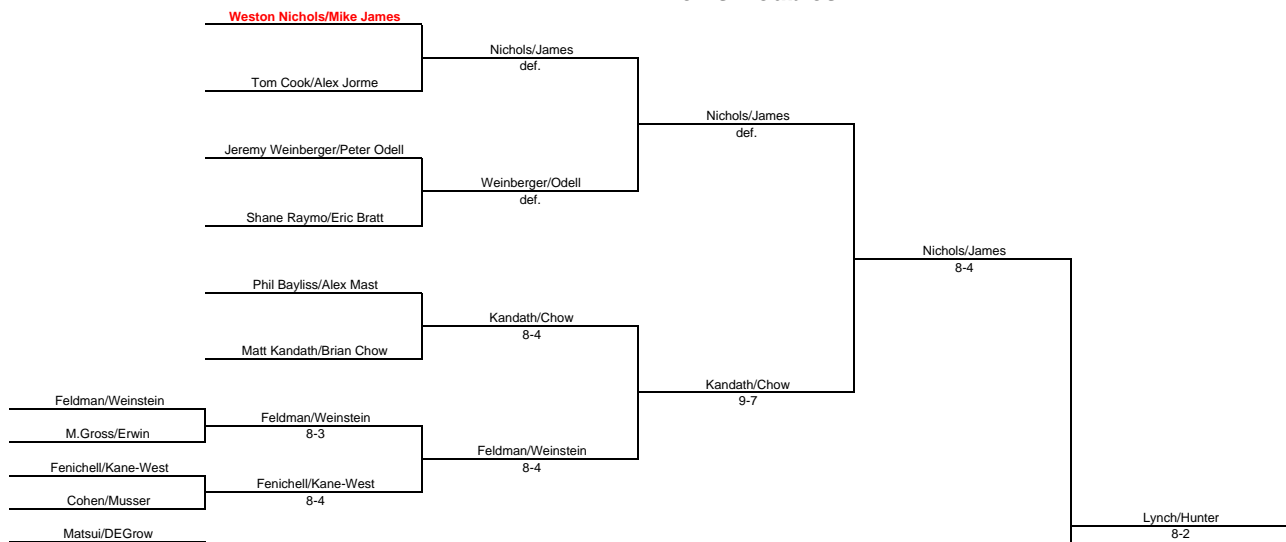 Weston Nichols/Mike James
Nichols/James
def.
Tom Cook/Alex Jorme
Nichols/James
def.
Jeremy Weinberger/Peter Odell
Weinberger/Odell
def.
Shane Raymo/Eric Bratt
Nichols/James
8-4
Phil Bayliss/Alex Mast
Kandath/Chow
8-4
Matt Kandath/Brian Chow
Kandath/Chow
9-7
Feldman/Weinstein
Feldman/Weinstein
8-3
M.Gross/Erwin
Feldman/Weinstein
8-4
Fenichell/Kane-West
Fenichell/Kane-West
8-4
Cohen/Musser
Lynch/Hunter
8-2
Matsui/DEGrow